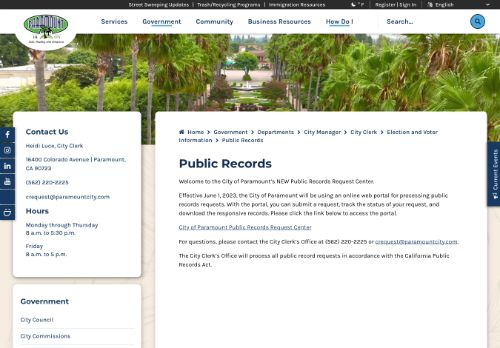 Street Sweeping Updates | Trash/Recycling Programs | Immigration Resources
° F | Register | Sign In | English
PARAMOUNT
Services Government Community Business Resources How Do I Search...
Contact Us
Heidi Luce, City Clerk
16400 Colorado Avenue | Paramount,
CA 90723
(562) 220-2225
crequest@paramountcity.com
Hours
Monday through Thursday
8 a.m. to 5:30 p.m.
Friday
8 a.m. to 5 p.m.
Government
City Council
City Commissions
Home > Government > Departments > City Manager > City Clerk > Election and Voter
Information > Public Records
Public Records
Welcome to the City of Paramount's NEW Public Records Request Center.
Effective June 1, 2023, the City of Paramount will be using an online web portal for processing public
records requests. With the portal, you can submit a request, track the status of your request, and
download the responsive records. Please click the link below to access the portal.
City of Paramount Public Records Request Center
For questions, please contact the City Clerk's Office at (562) 220-2225 or crequest@paramountcity.com.
The City Clerk's Office will process all public record requests in accordance with the California Public
Records Act.
Current Events